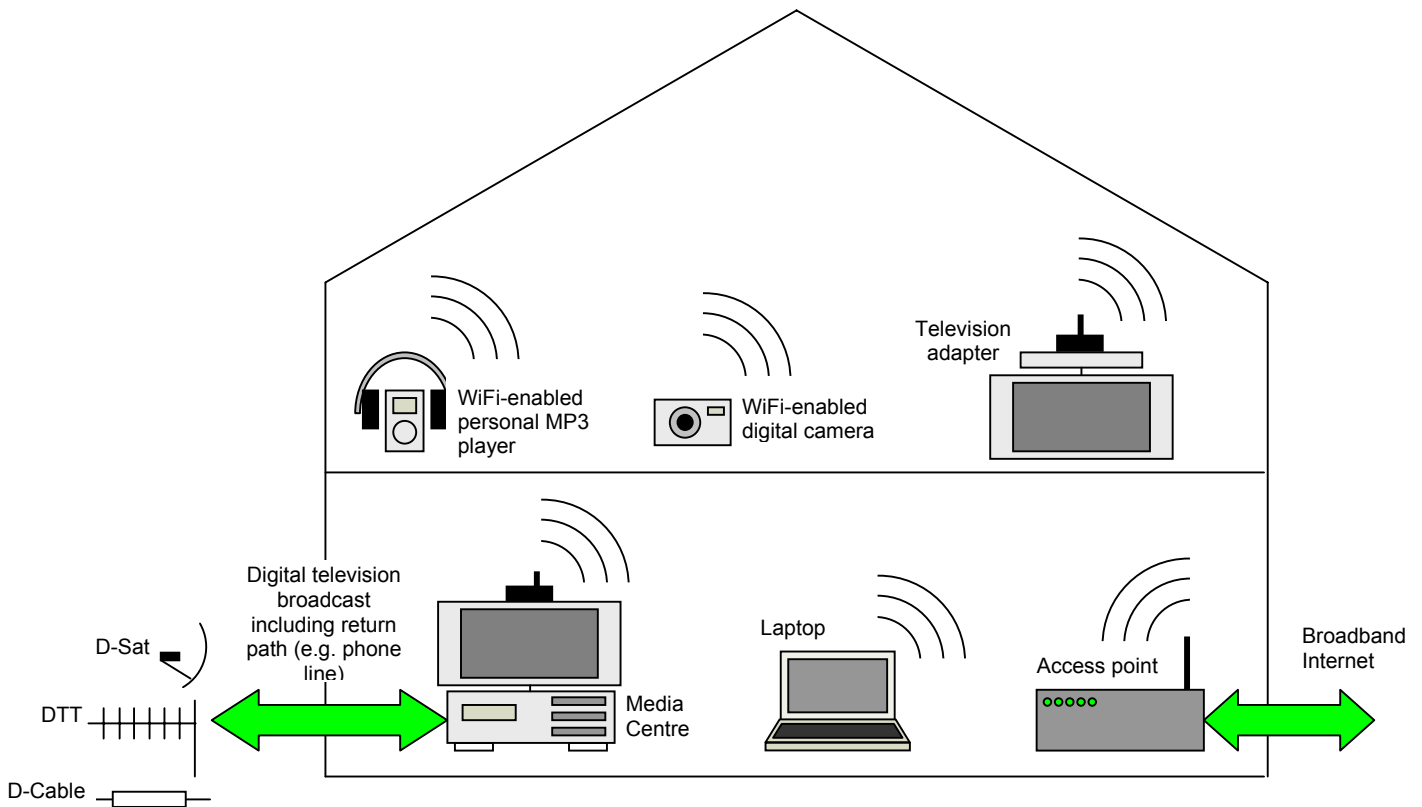 Television
adapter
WiFi-enabled
personal MP3
player
WiFi-enabled
digital camera
Digital television
broadcast
including return
path (e.g. phone
line)
D-Sat
DTT
D-Cable
Media
Centre
Laptop
Access point
Broadband
Internet